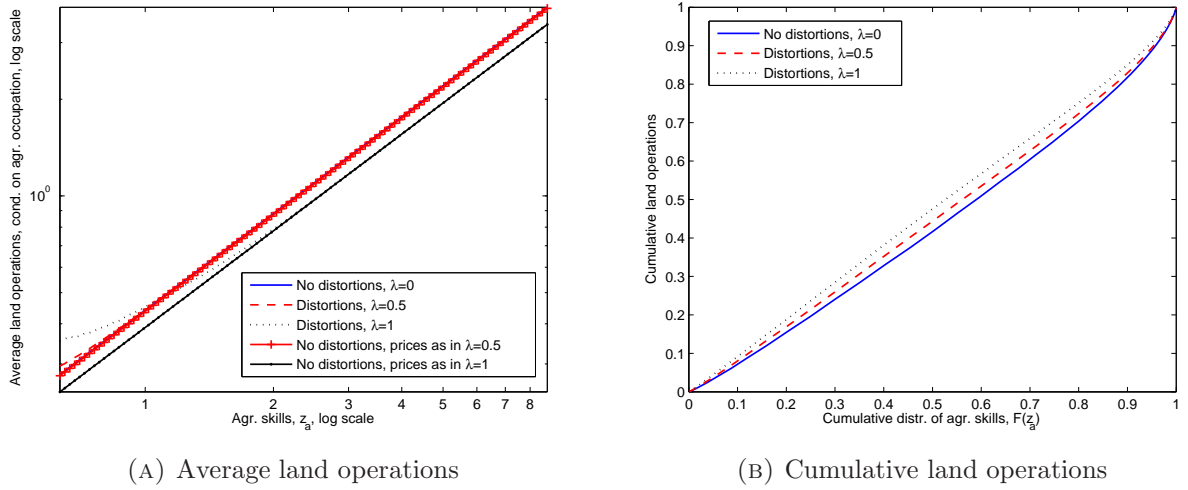 Average land operations, cond. on agr. occupation, log scale
10^0
No distortions, λ=0
Distortions, λ=0.5
Distortions, λ=1
No distortions, prices as in λ=0.5
No distortions, prices as in λ=1
1 2 3 4 5 6 7 8
Agr. skills, z_a, log scale
(A) Average land operations
Cumulative land operations
1
0.9
0.8
0.7
0.6
0.5
0.4
0.3
0.2
0.1
0
No distortions, λ=0
Distortions, λ=0.5
Distortions, λ=1
0 0.1 0.2 0.3 0.4 0.5 0.6 0.7 0.8 0.9 1
Cumulative distr. of agr. skills, F(z_a)
(B) Cumulative land operations